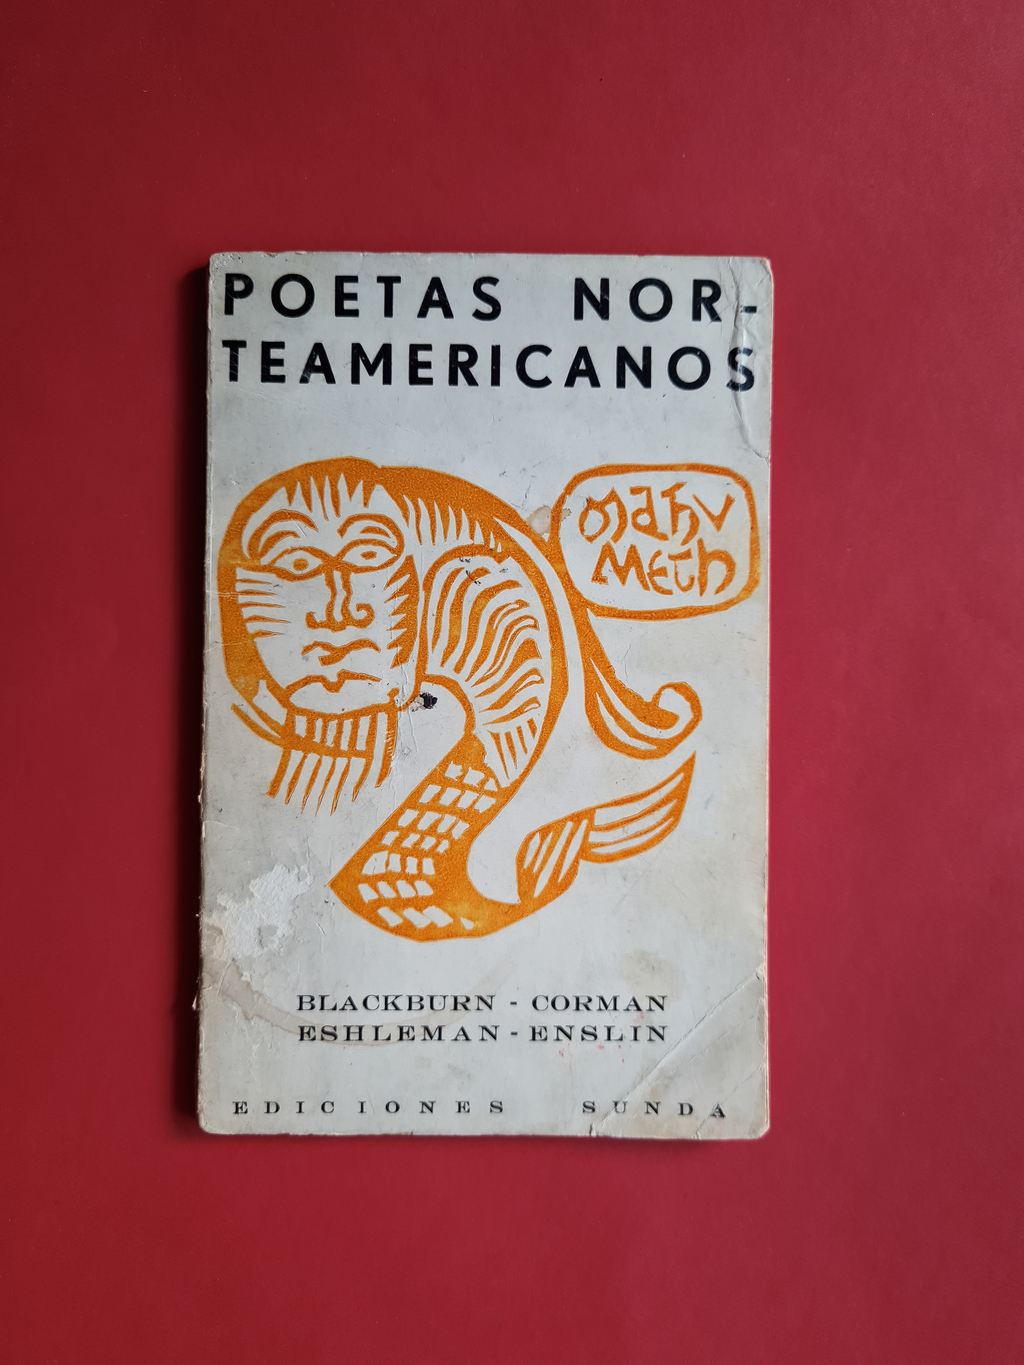 POETAS NOR-
TEAMERICANOS
BLACKBURN - CORMAN
ESHLEMAN - ENSLIN
EDICIONES SUNDA